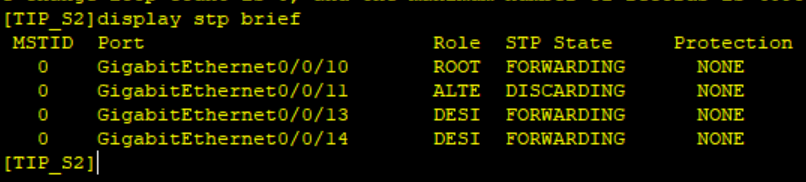 [TIP_S2]display stp brief
MSTID Port Role STP State Protection
0 GigabitEthernet0/0/10 ROOT FORWARDING NONE
0 GigabitEthernet0/0/11 ALTE DISCARDING NONE
0 GigabitEthernet0/0/13 DESI FORWARDING NONE
0 GigabitEthernet0/0/14 DESI FORWARDING NONE
[TIP_S2]